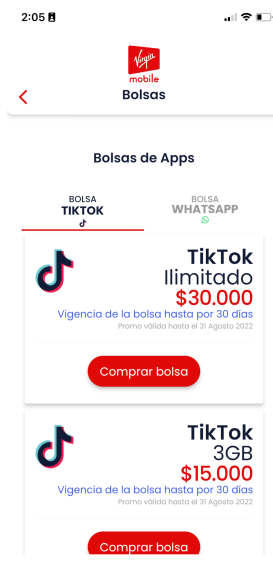 2:05
Virgin
mobile
Bolsas
Bolsas de Apps
BOLSA
TIKTOK
BOLSA
WHATSAPP
TikTok
Ilimitado
$30.000
Vigencia de la bolsa hasta por 30 días
Promo válida hasta el 31 Agosto 2022
Comprar bolsa
TikTok
3GB
$15.000
Vigencia de la bolsa hasta por 30 días
Promo válida hasta el 31 Agosto 2022
Comprar bolsa